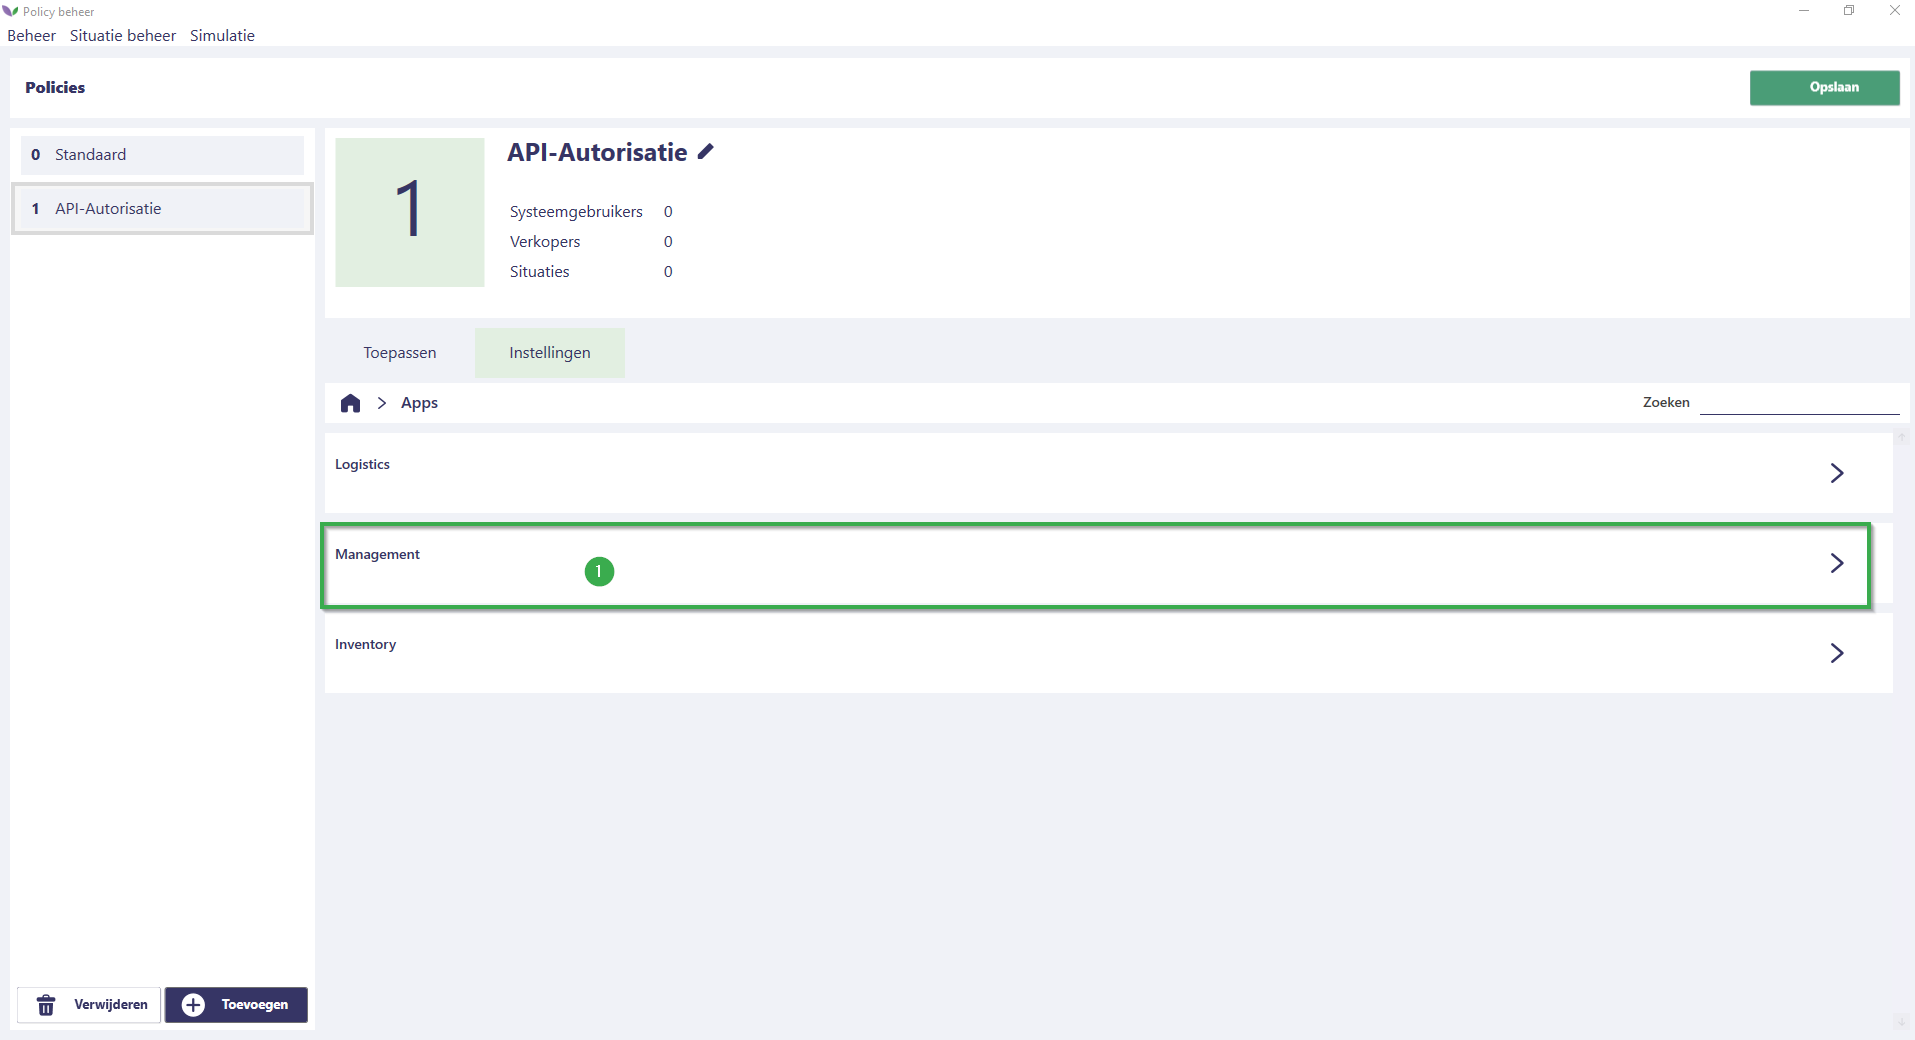 Policy beheer
Beheer Situatie beheer Simulatie
Policies
Opslaan
0 Standaard
1 API-Autorisatie
1
API-Autorisatie
Systeemgebruikers 0
Verkopers 0
Situaties 0
Toepassen Instellingen
Apps
Zoeken
Logistics
Management
1
Inventory
Verwijderen Toevoegen